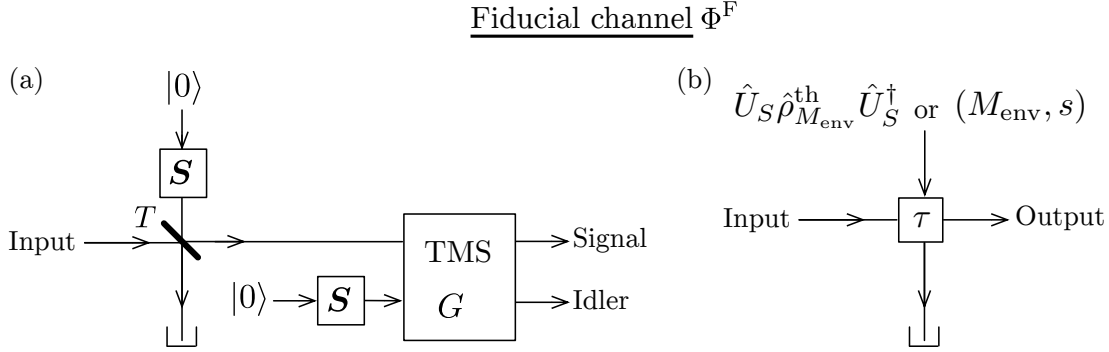 Fiducial channel Φ^F
(a)
|0⟩
S
T
Input
TMS
G
Signal
|0⟩
S
Idler
(b)
Û_S ρ̂^th_{M_env} Û_S^† or (M_env, s)
Input
τ
Output